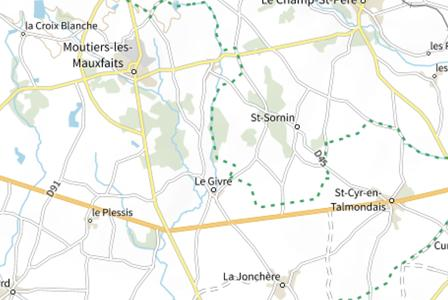 Le Champ-St-Père
la Croix Blanche
Moutiers-les-
Mauxfaits
les
St-Sornin
D45
D91
Le Givre
St-Cyr-en-
Talmondais
le Plessis
La Jonchère